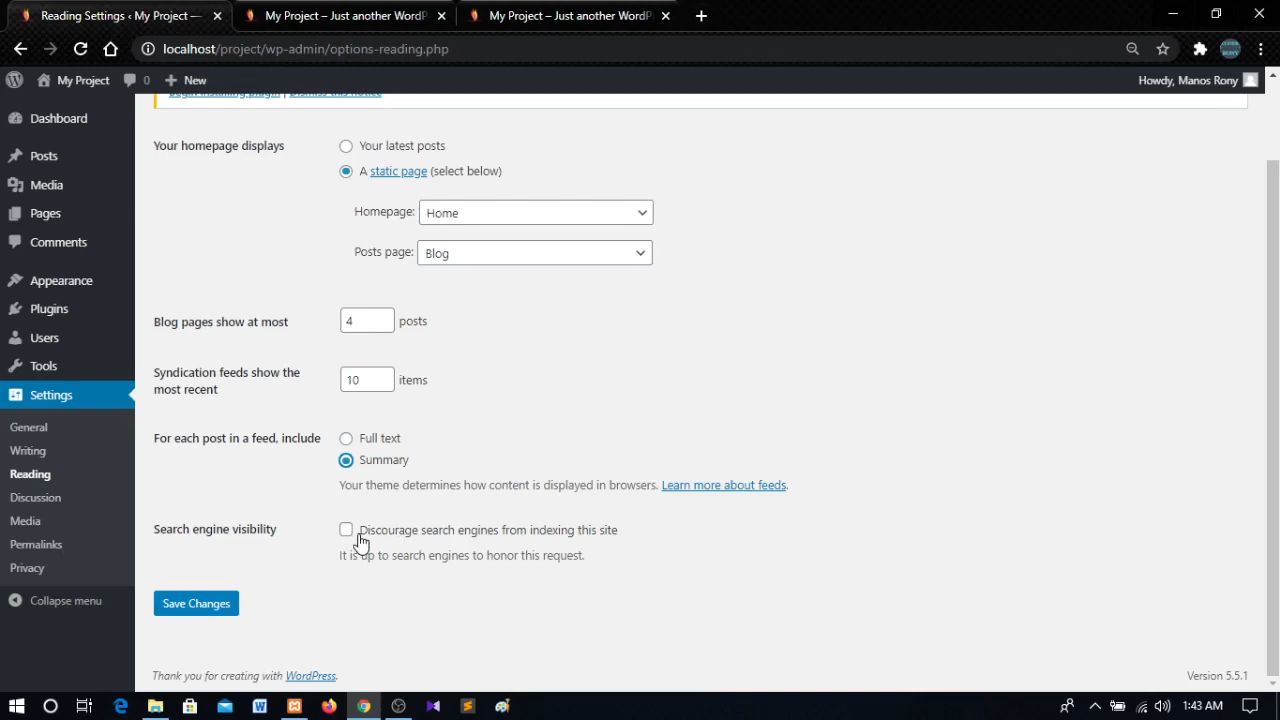 Reading Settings ‹ My Project —
My Project – Just another WordP
My Project – Just another WordP
localhost/project/wp-admin/options-reading.php
My Project
0
New
Howdy, Manos Rony
Begin installing plugin | Dismiss this notice
Dashboard
Posts
Media
Pages
Comments
Appearance
Plugins
Users
Tools
Settings
General
Writing
Reading
Discussion
Media
Permalinks
Privacy
Collapse menu
Your homepage displays
Your latest posts
A static page (select below)
Homepage: Home
Posts page: Blog
Blog pages show at most
4 posts
Syndication feeds show the
most recent
10 items
For each post in a feed, include
Full text
Summary
Your theme determines how content is displayed in browsers. Learn more about feeds.
Search engine visibility
Discourage search engines from indexing this site
It is up to search engines to honor this request.
Save Changes
Thank you for creating with WordPress.
Version 5.5.1
1:43 AM